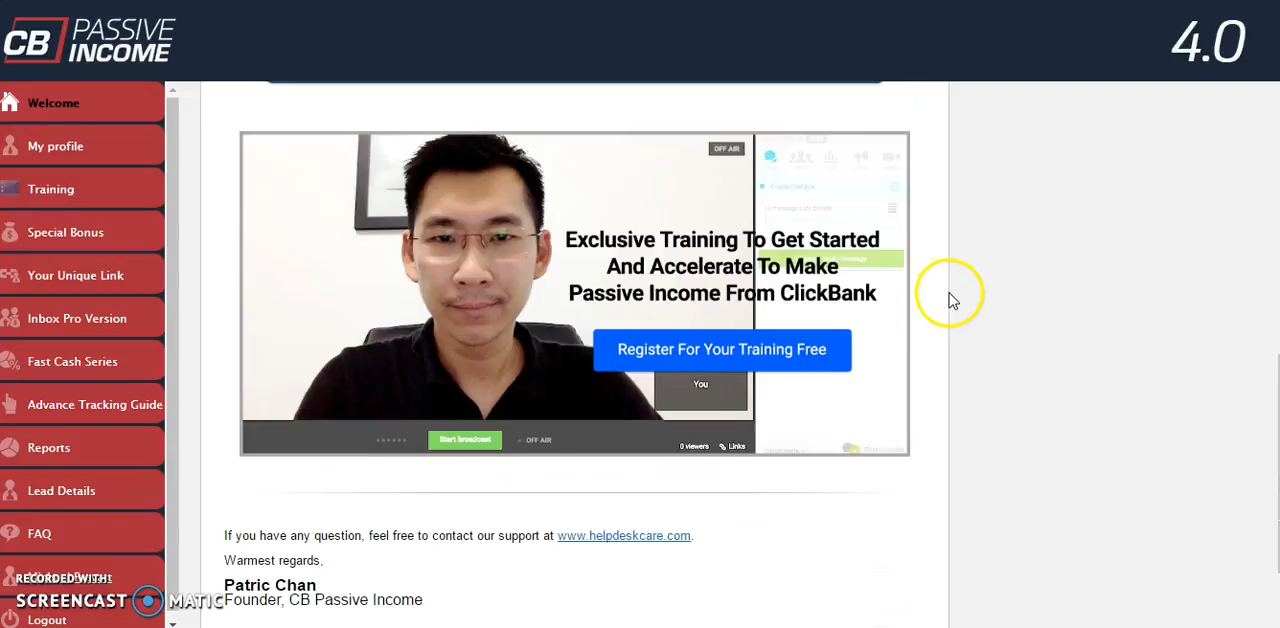 CB PASSIVE INCOME
4.0
Welcome
My profile
Training
Special Bonus
Your Unique Link
Inbox Pro Version
Fast Cash Series
Advance Tracking Guide
Reports
Lead Details
FAQ
Logout
OFF AIR
Exclusive Training To Get Started
And Accelerate To Make
Passive Income From ClickBank
Register For Your Training Free
You
Start broadcast
OFF AIR
0 viewers
Links
If you have any question, feel free to contact our support at www.helpdeskcare.com.
Warmest regards,
Patric Chan
Founder, CB Passive Income
RECORDED WITH
SCREENCAST MATIC